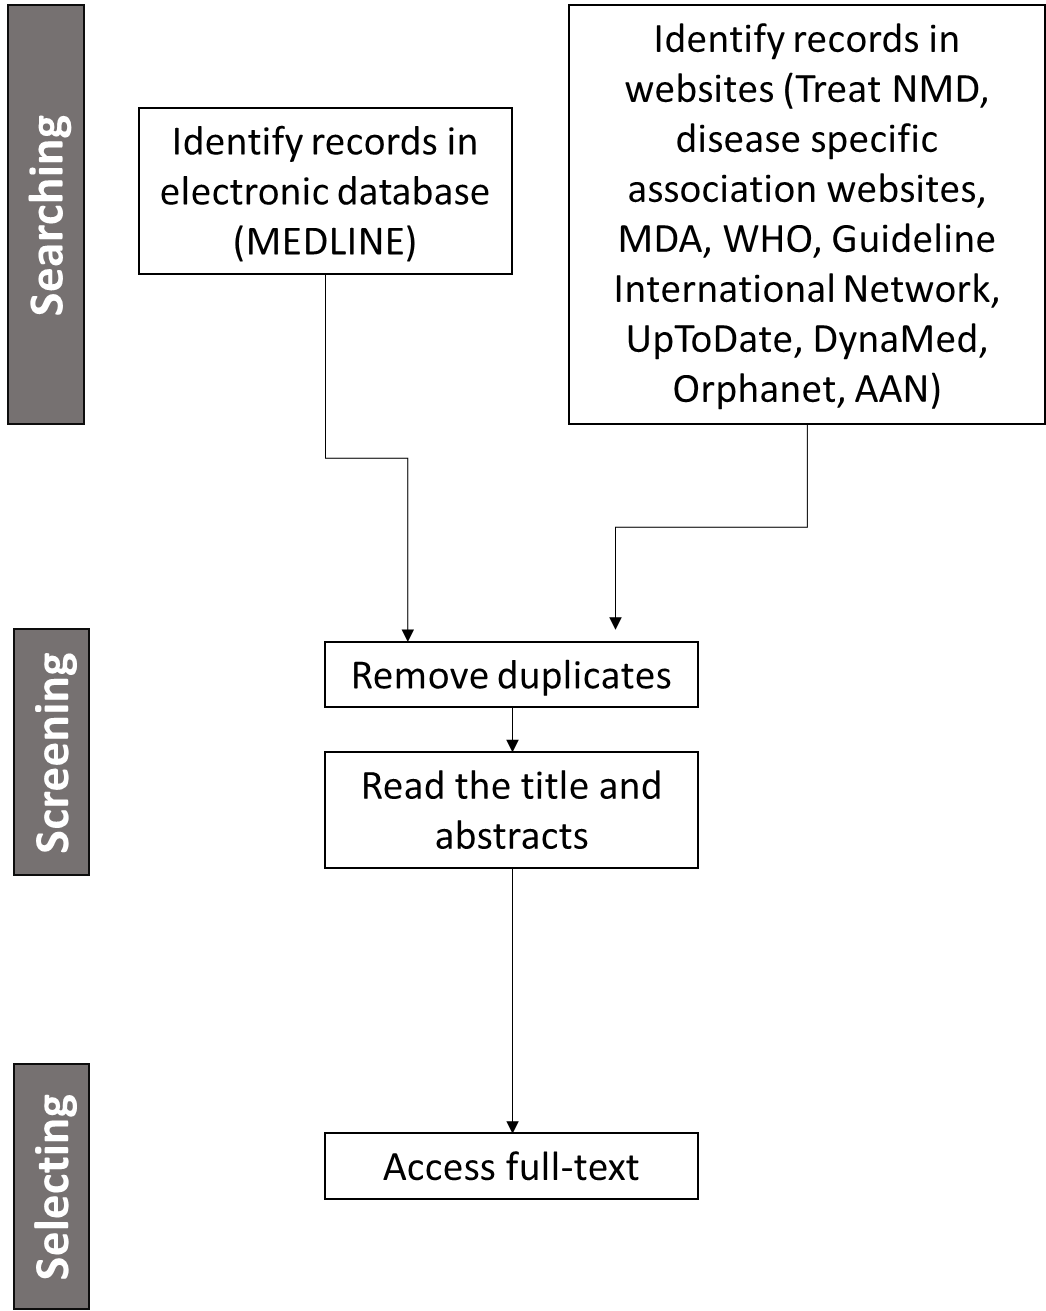 Searching
Identify records in
electronic database
(MEDLINE)
Identify records in
websites (Treat NMD,
disease specific
association websites,
MDA, WHO, Guideline
International Network,
UpToDate, DynaMed,
Orphanet, AAN)
Screening
Remove duplicates
Read the title and
abstracts
Selecting
Access full-text